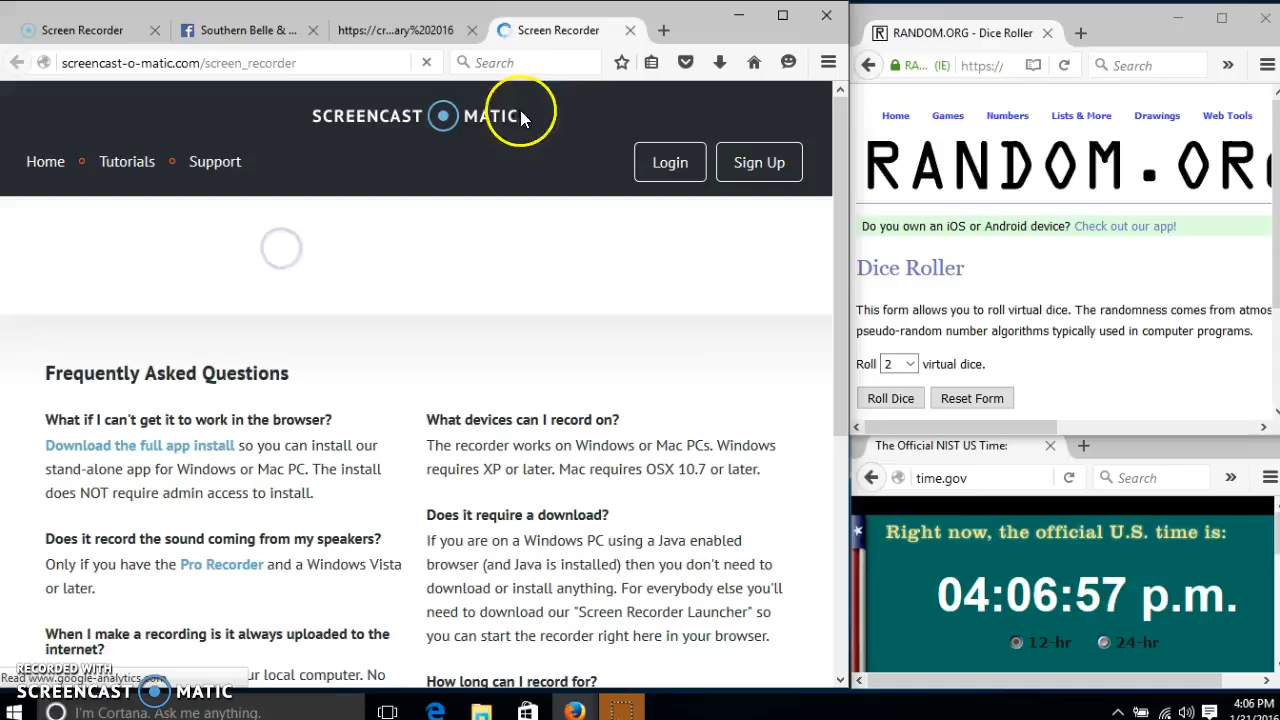 Screen Recorder
Southern Belle & ...
https://cr...ary%202016
Screen Recorder
screencast-o-matic.com/screen_recorder
Search
SCREENCAST MATIC
Home
Tutorials
Support
Login
Sign Up
Frequently Asked Questions
What if I can't get it to work in the browser?
Download the full app install so you can install our
stand-alone app for Windows or Mac PC. The install
does NOT require admin access to install.
Does it record the sound coming from my speakers?
Only if you have the Pro Recorder and a Windows Vista
or later.
When I make a recording is it always uploaded to the
internet?
ur local computer. No
What devices can I record on?
The recorder works on Windows or Mac PCs. Windows
requires XP or later. Mac requires OSX 10.7 or later.
Does it require a download?
If you are on a Windows PC using a Java enabled
browser (and Java is installed) then you don't need to
download or install anything. For everybody else you'll
need to download our "Screen Recorder Launcher" so
you can start the recorder right here in your browser.
How long can I record for?
Read www.google-analytics.com
RECORDED WITH
SCREENCAST MATIC
I'm Cortana. Ask me anything.
RANDOM.ORG - Dice Roller
RA... (IE)
https://
Search
Home
Games
Numbers
Lists & More
Drawings
Web Tools
RANDOM.OR
Do you own an iOS or Android device? Check out our app!
Dice Roller
This form allows you to roll virtual dice. The randomness comes from atmos
pseudo-random number algorithms typically used in computer programs.
Roll 2 virtual dice.
Roll Dice
Reset Form
The Official NIST US Time:
time.gov
Search
Right now, the official U.S. time is:
04:06:57 p.m.
12-hr
24-hr
4:06 PM
1/21/2016